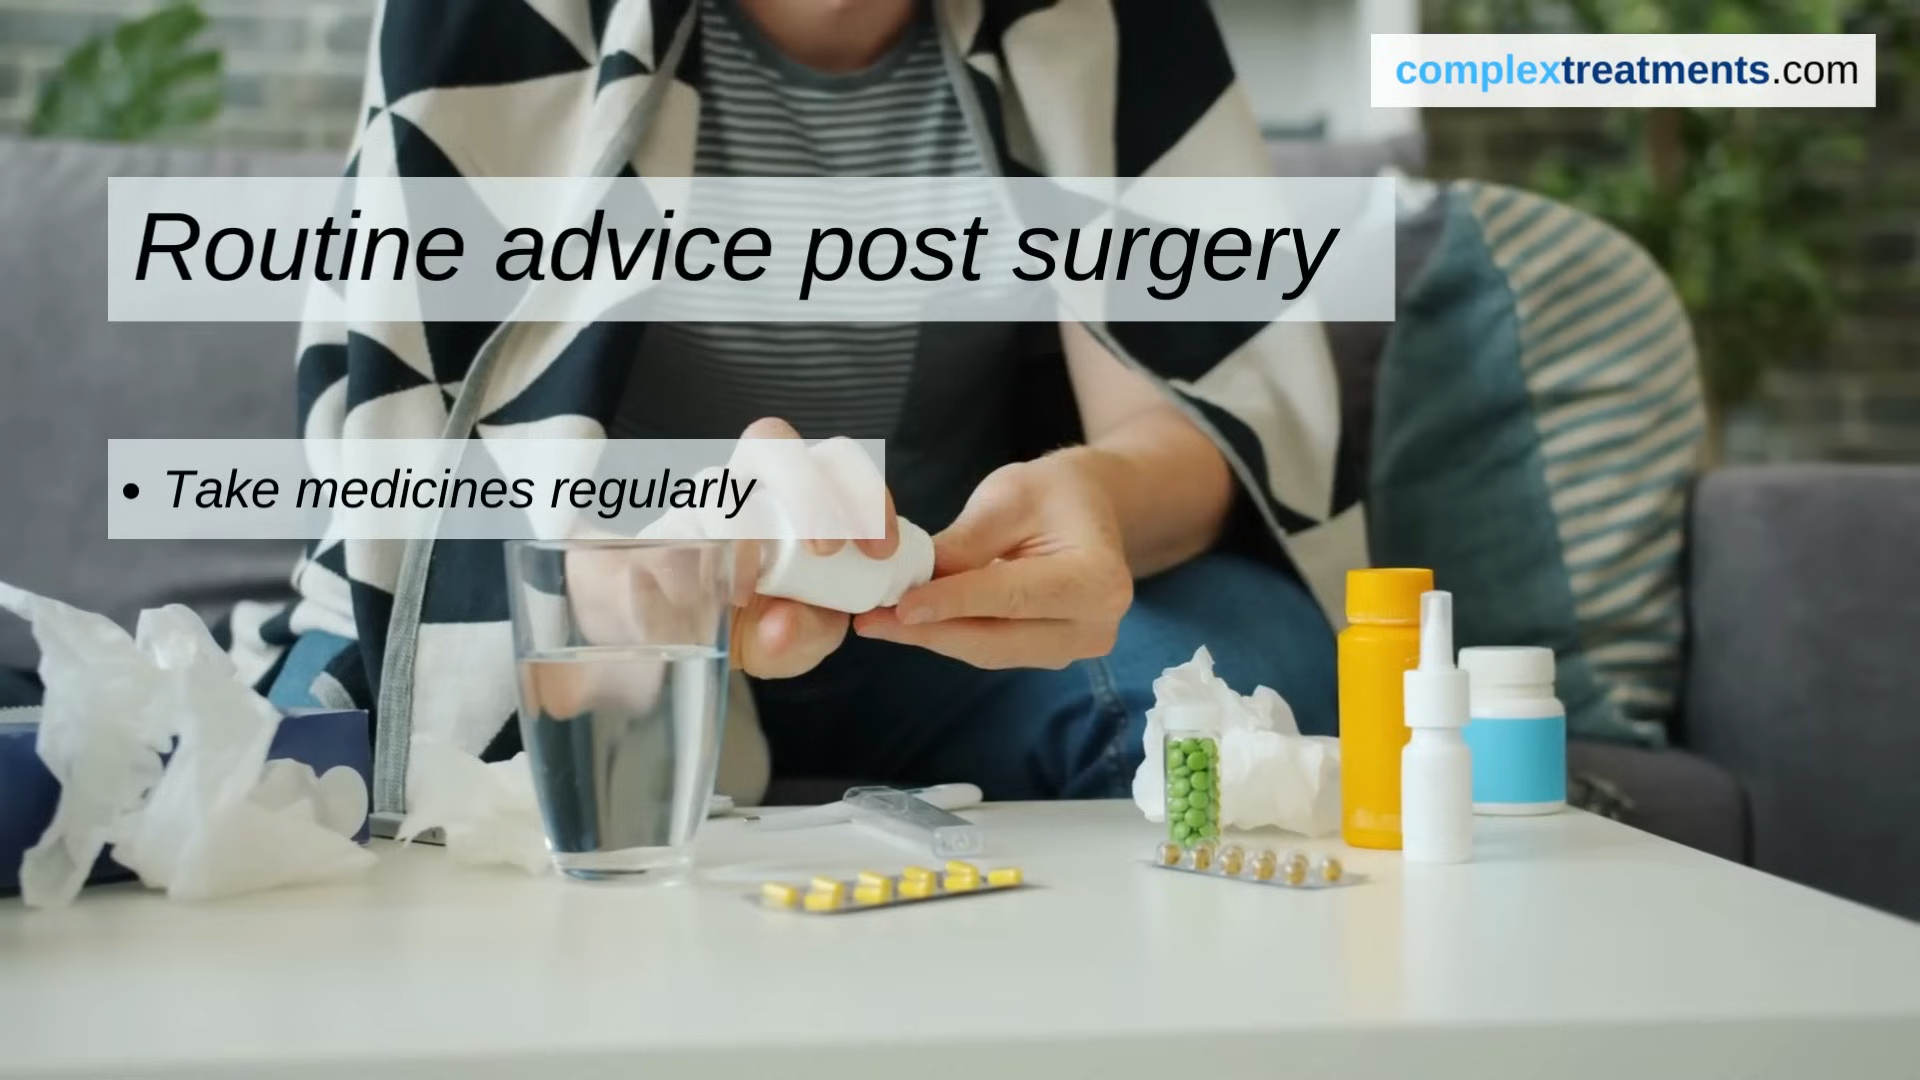 complextreatments.com
Routine advice post surgery
• Take medicines regularly